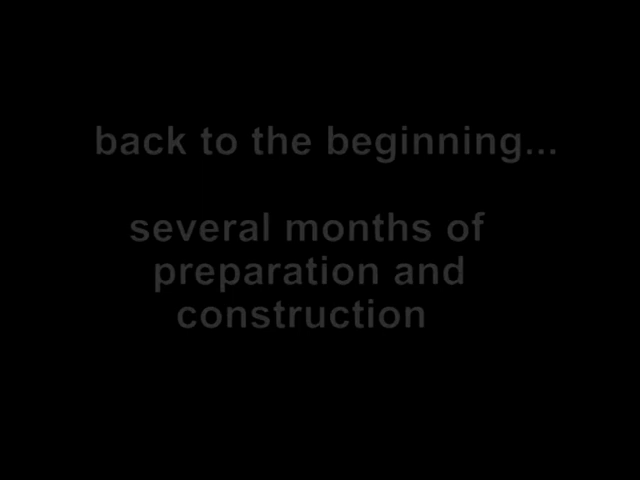 back to the beginning...
several months of
preparation and
construction